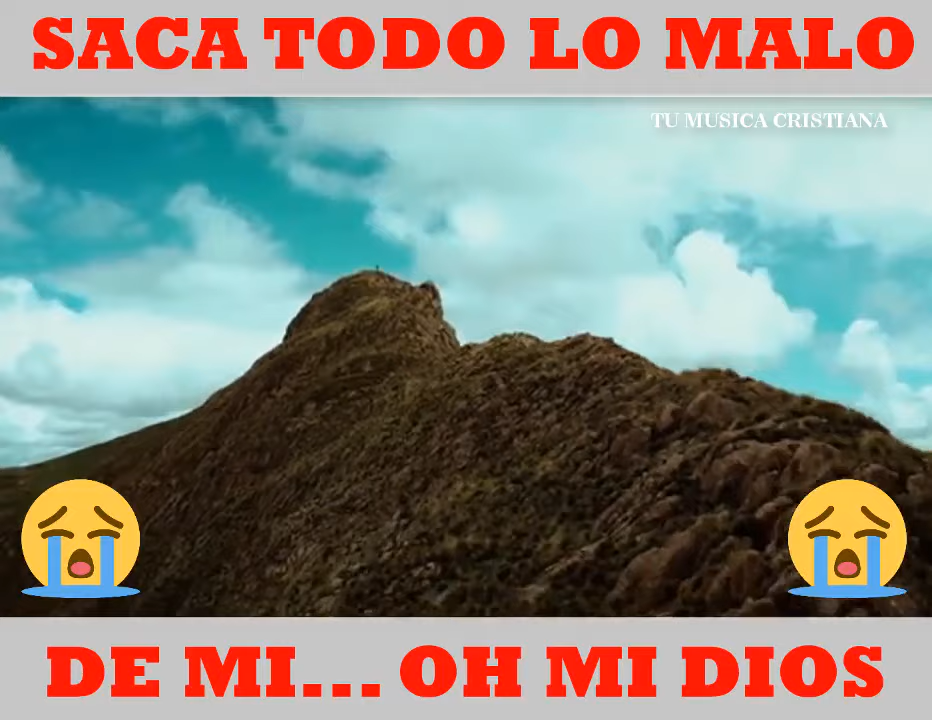 SACA TODO LO MALO
TU MUSICA CRISTIANA
DE MI... OH MI DIOS